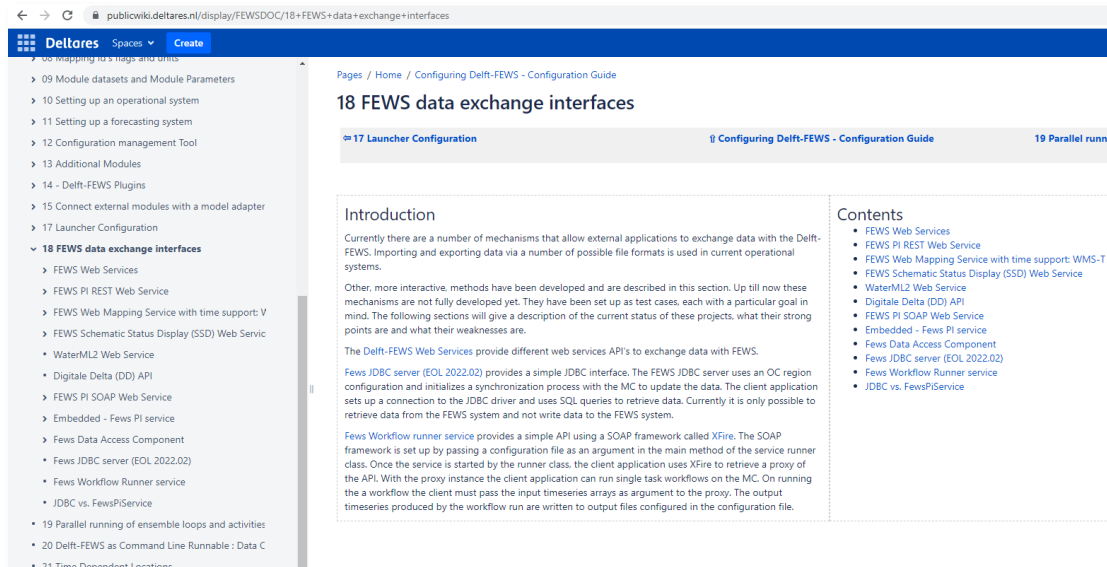 publicwiki.deltares.nl/display/FEWSDOC/18+FEWS+data+exchange+interfaces
Deltares Spaces Create
08 Mapping id's flags and units
09 Module datasets and Module Parameters
10 Setting up an operational system
11 Setting up a forecasting system
12 Configuration management Tool
13 Additional Modules
14 - Delft-FEWS Plugins
15 Connect external modules with a model adapter
17 Launcher Configuration
18 FEWS data exchange interfaces
FEWS Web Services
FEWS PI REST Web Service
FEWS Web Mapping Service with time support: W
FEWS Schematic Status Display (SSD) Web Servic
WaterML2 Web Service
Digitale Delta (DD) API
FEWS PI SOAP Web Service
Embedded - Fews PI service
Fews Data Access Component
Fews JDBC server (EOL 2022.02)
Fews Workflow Runner service
JDBC vs. FewsPiService
19 Parallel running of ensemble loops and activities
20 Delft-FEWS as Command Line Runnable : Data C
21 Time Dependent Locations
Pages / Home / Configuring Delft-FEWS - Configuration Guide
18 FEWS data exchange interfaces
⇦ 17 Launcher Configuration
⇧ Configuring Delft-FEWS - Configuration Guide
19 Parallel runn
Introduction
Currently there are a number of mechanisms that allow external applications to exchange data with the Delft-
FEWS. Importing and exporting data via a number of possible file formats is used in current operational
systems.
Other, more interactive, methods have been developed and are described in this section. Up till now these
mechanisms are not fully developed yet. They have been set up as test cases, each with a particular goal in
mind. The following sections will give a description of the current status of these projects, what their strong
points are and what their weaknesses are.
The Delft-FEWS Web Services provide different web services API's to exchange data with FEWS.
Fews JDBC server (EOL 2022.02) provides a simple JDBC interface. The FEWS JDBC server uses an OC region
configuration and initializes a synchronization process with the MC to update the data. The client application
sets up a connection to the JDBC driver and uses SQL queries to retrieve data. Currently it is only possible to
retrieve data from the FEWS system and not write data to the FEWS system.
Fews Workflow runner service provides a simple API using a SOAP framework called XFire. The SOAP
framework is set up by passing a configuration file as an argument in the main method of the service runner
class. Once the service is started by the runner class, the client application uses XFire to retrieve a proxy of
the API. With the proxy instance the client application can run single task workflows on the MC. On running
the a workflow the client must pass the input timeseries arrays as argument to the proxy. The output
timeseries produced by the workflow run are written to output files configured in the configuration file.
Contents
FEWS Web Services
FEWS PI REST Web Service
FEWS Web Mapping Service with time support: WMS-T
FEWS Schematic Status Display (SSD) Web Service
WaterML2 Web Service
Digitale Delta (DD) API
FEWS PI SOAP Web Service
Embedded - Fews PI service
Fews Data Access Component
Fews JDBC server (EOL 2022.02)
Fews Workflow Runner service
JDBC vs. FewsPiService